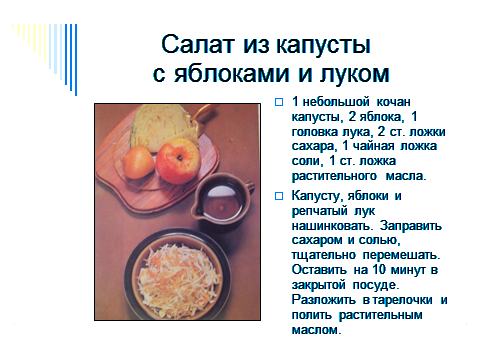 Салат из капусты
с яблоками и луком
1 небольшой кочан
капусты, 2 яблока, 1
головка лука, 2 ст. ложки
сахара, 1 чайная ложка
соли, 1 ст. ложка
растительного масла.
Капусту, яблоки и
репчатый лук
нашинковать. Заправить
сахаром и солью,
тщательно перемешать.
Оставить на 10 минут в
закрытой посуде.
Разложить в тарелочки и
полить растительным
маслом.